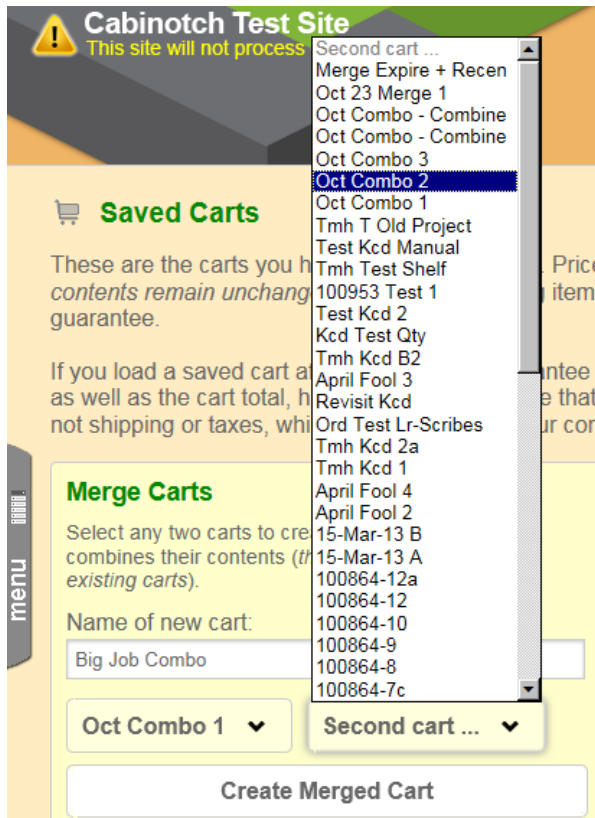 Cabinotch Test Site
This site will not process
Second cart ...
Merge Expire + Recen
Oct 23 Merge 1
Oct Combo - Combine
Oct Combo - Combine
Oct Combo 3
Oct Combo 2
Oct Combo 1
Tmh T Old Project
Test Kcd Manual
Tmh Test Shelf
100953 Test 1
Test Kcd 2
Kcd Test Qty
Tmh Kcd B2
April Fool 3
Revisit Kcd
Ord Test Lr-Scribes
Tmh Kcd 2a
Tmh Kcd 1
April Fool 4
April Fool 2
15-Mar-13 B
15-Mar-13 A
100864-12a
100864-12
100864-10
100864-9
100864-8
100864-7c
Saved Carts
These are the carts you h . Price
contents remain unchang item
guarantee.
If you load a saved cart a ntee
as well as the cart total, h e that
not shipping or taxes, whi ur cor
menu
Merge Carts
Select any two carts to cre
combines their contents (th
existing carts).
Name of new cart:
Big Job Combo
Oct Combo 1 Second cart ...
Create Merged Cart